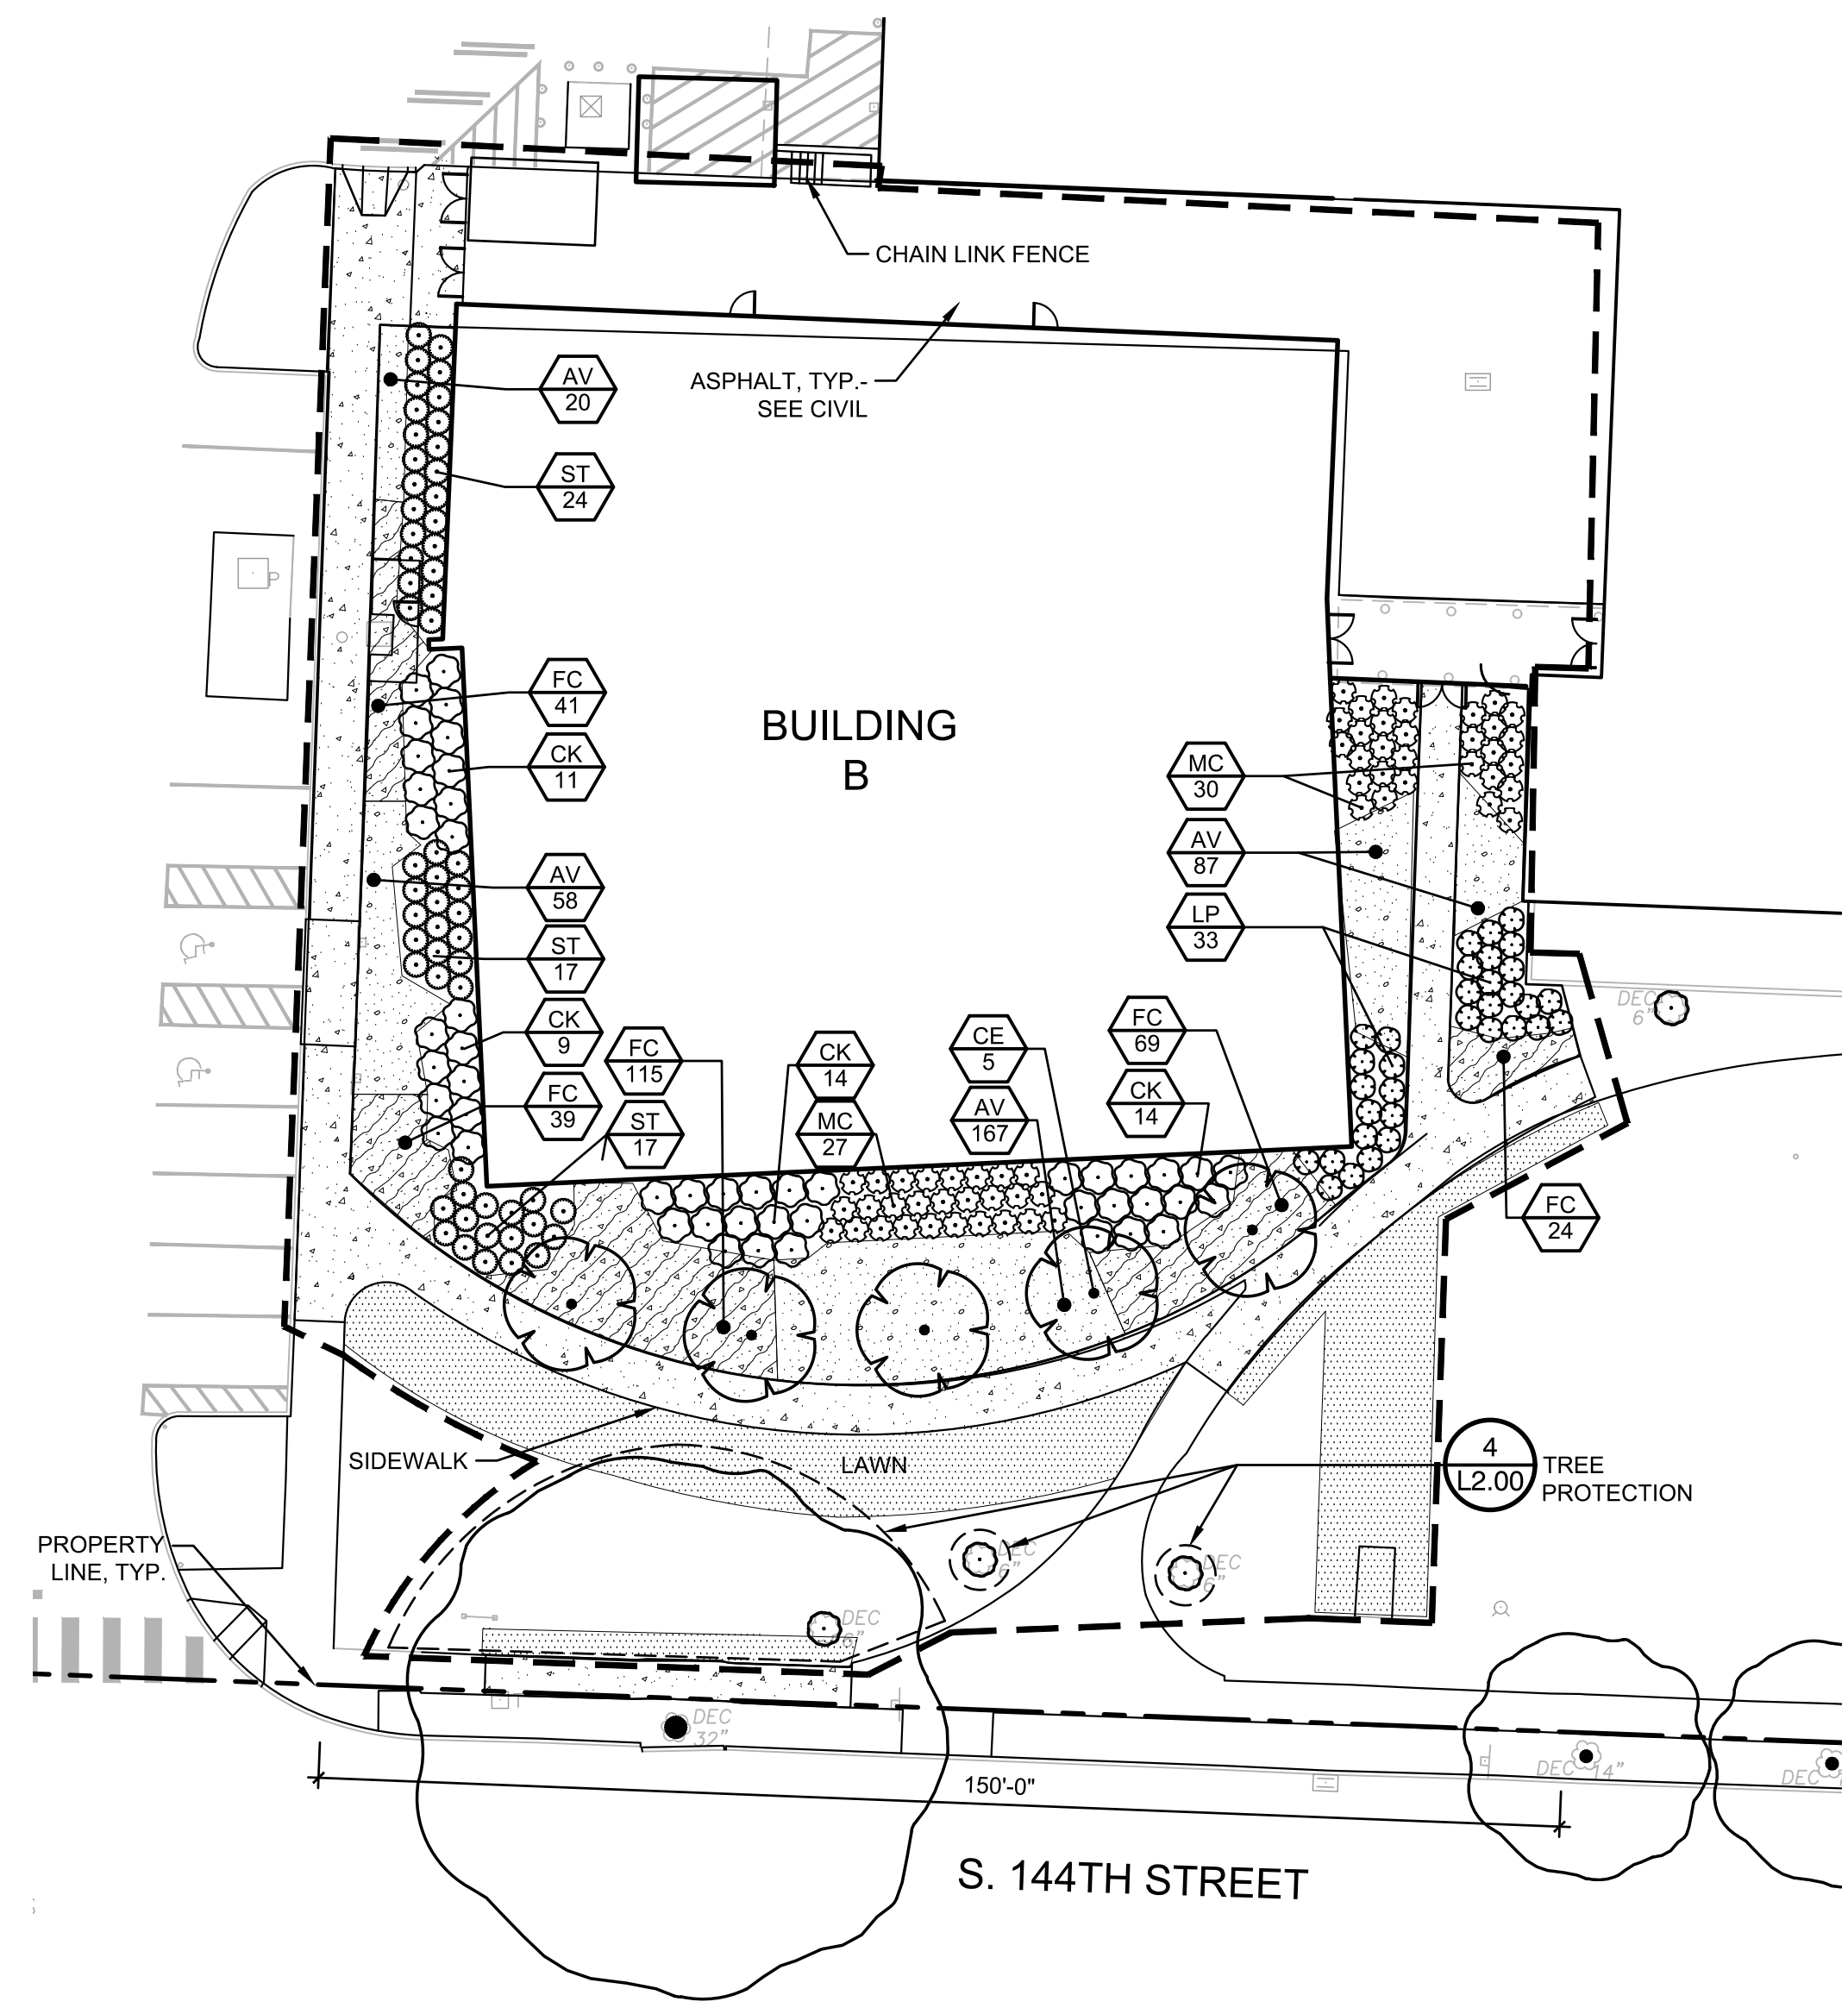 CHAIN LINK FENCE
ASPHALT, TYP.-
SEE CIVIL
AV
20
ST
24
P
FC
41
CK
11
BUILDING
B
MC
30
AV
58
AV
87
ST
17
LP
33
CK
9
FC
115
CK
14
CE
5
FC
69
DEC
6"
FC
39
ST
17
MC
27
AV
167
CK
14
FC
24
SIDEWALK
LAWN
4
L2.00
TREE
PROTECTION
PROPERTY
LINE, TYP.
DEC
6"
DEC
6"
DEC
6"
DEC
32"
DEC 14"
DEC
150'-0"
S. 144TH STREET